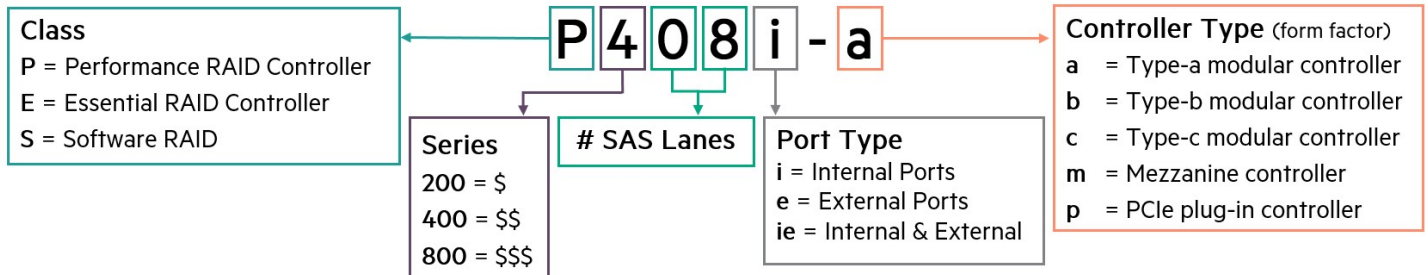 P408i-a
Class
P = Performance RAID Controller
E = Essential RAID Controller
S = Software RAID
Series
200 = $
400 = $$
800 = $$$
# SAS Lanes
Port Type
i = Internal Ports
e = External Ports
ie = Internal & External
Controller Type (form factor)
a = Type-a modular controller
b = Type-b modular controller
c = Type-c modular controller
m = Mezzanine controller
p = PCIe plug-in controller